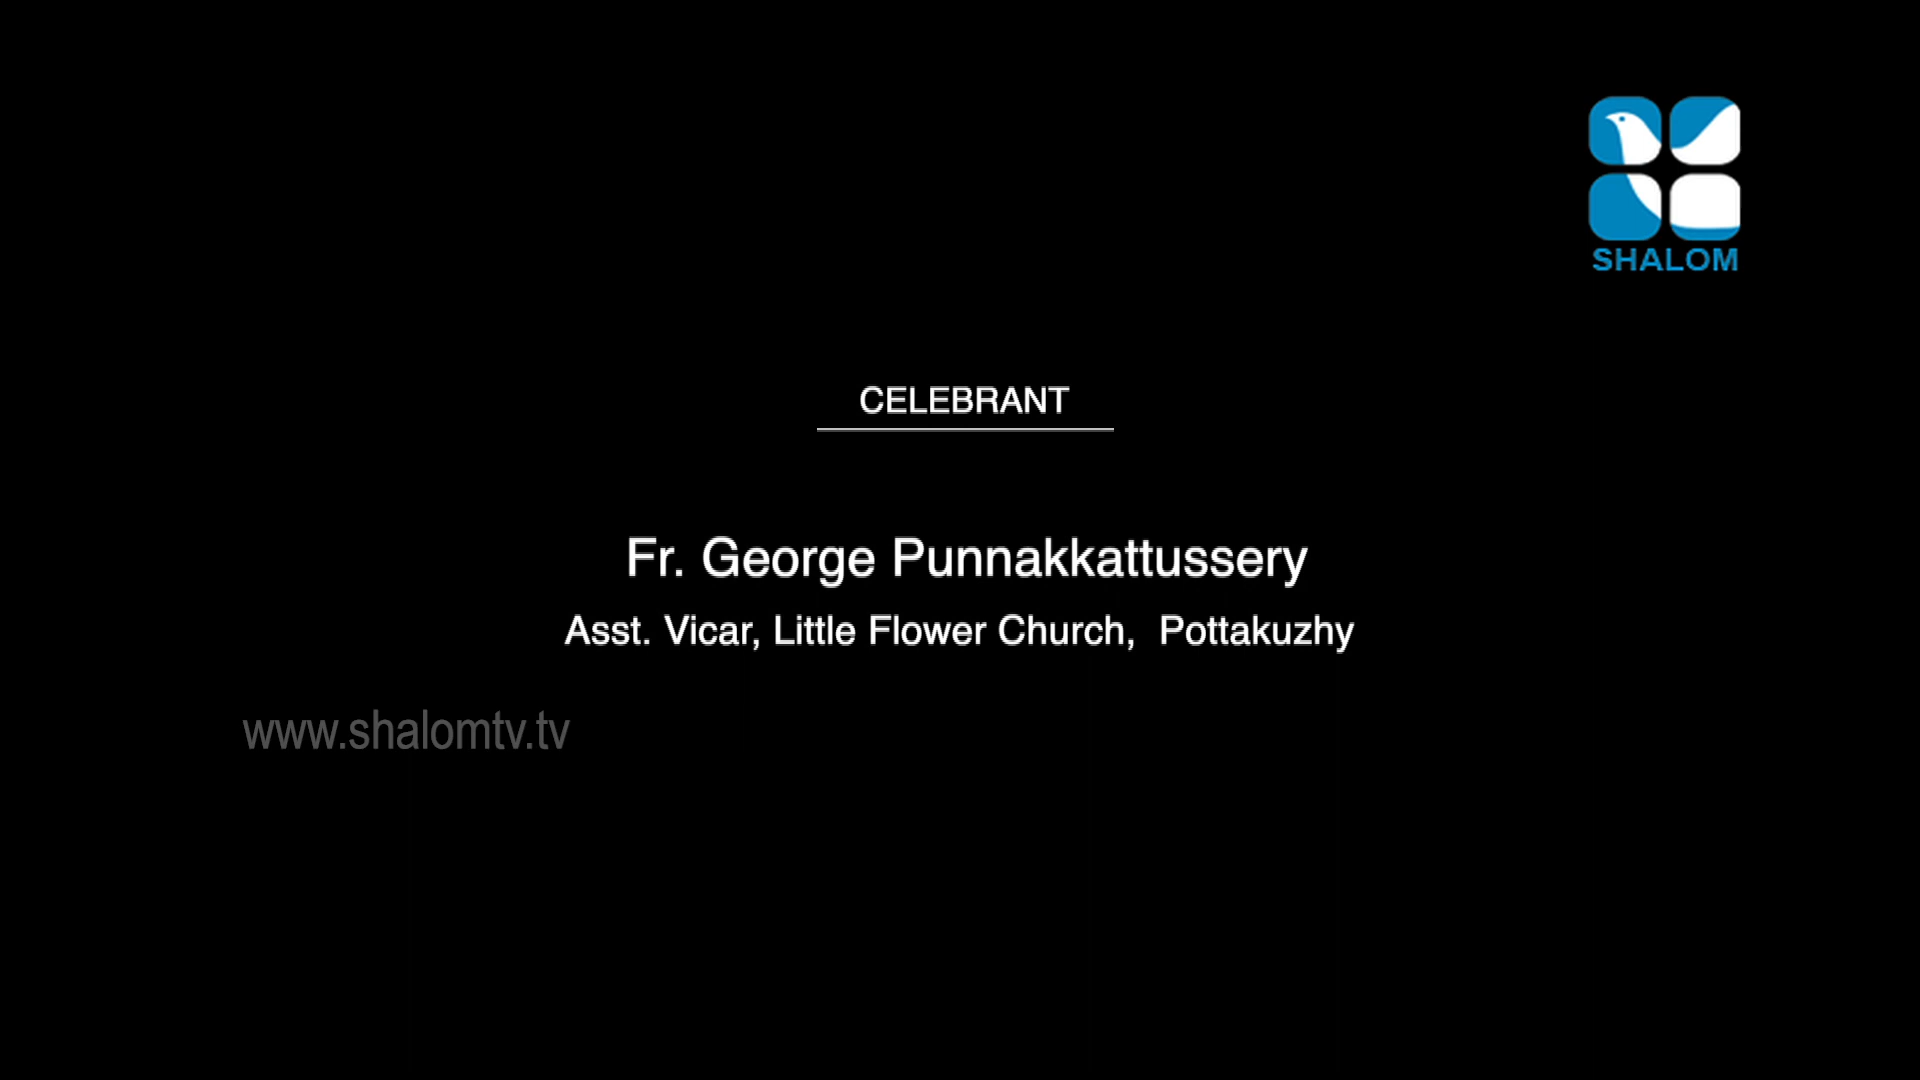 SHALOM
CELEBRANT
Fr. George Punnakkattussery
Asst. Vicar, Little Flower Church,  Pottakuzhy
www.shalomtv.tv